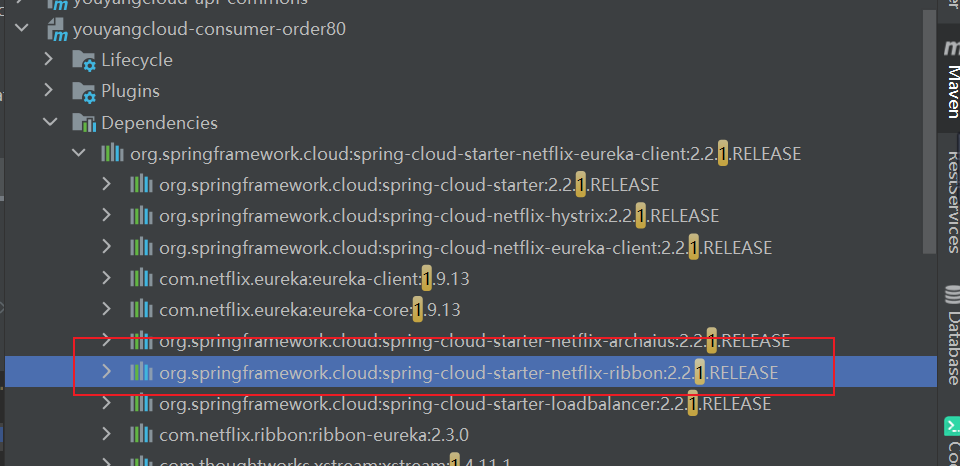 youyangcloud-api-commons
youyangcloud-consumer-order80
Lifecycle
Plugins
Dependencies
org.springframework.cloud:spring-cloud-starter-netflix-eureka-client:2.2.1.RELEASE
org.springframework.cloud:spring-cloud-starter:2.2.1.RELEASE
org.springframework.cloud:spring-cloud-netflix-hystrix:2.2.1.RELEASE
org.springframework.cloud:spring-cloud-netflix-eureka-client:2.2.1.RELEASE
com.netflix.eureka:eureka-client:1.9.13
com.netflix.eureka:eureka-core:1.9.13
org.springframework.cloud:spring-cloud-starter-netflix-archaius:2.2.1.RELEASE
org.springframework.cloud:spring-cloud-starter-netflix-ribbon:2.2.1.RELEASE
org.springframework.cloud:spring-cloud-starter-loadbalancer:2.2.1.RELEASE
com.netflix.ribbon:ribbon-eureka:2.3.0
com.thoughtworks.xstream:xstream:1.4.11.1
m
Maven
RestServices
Database